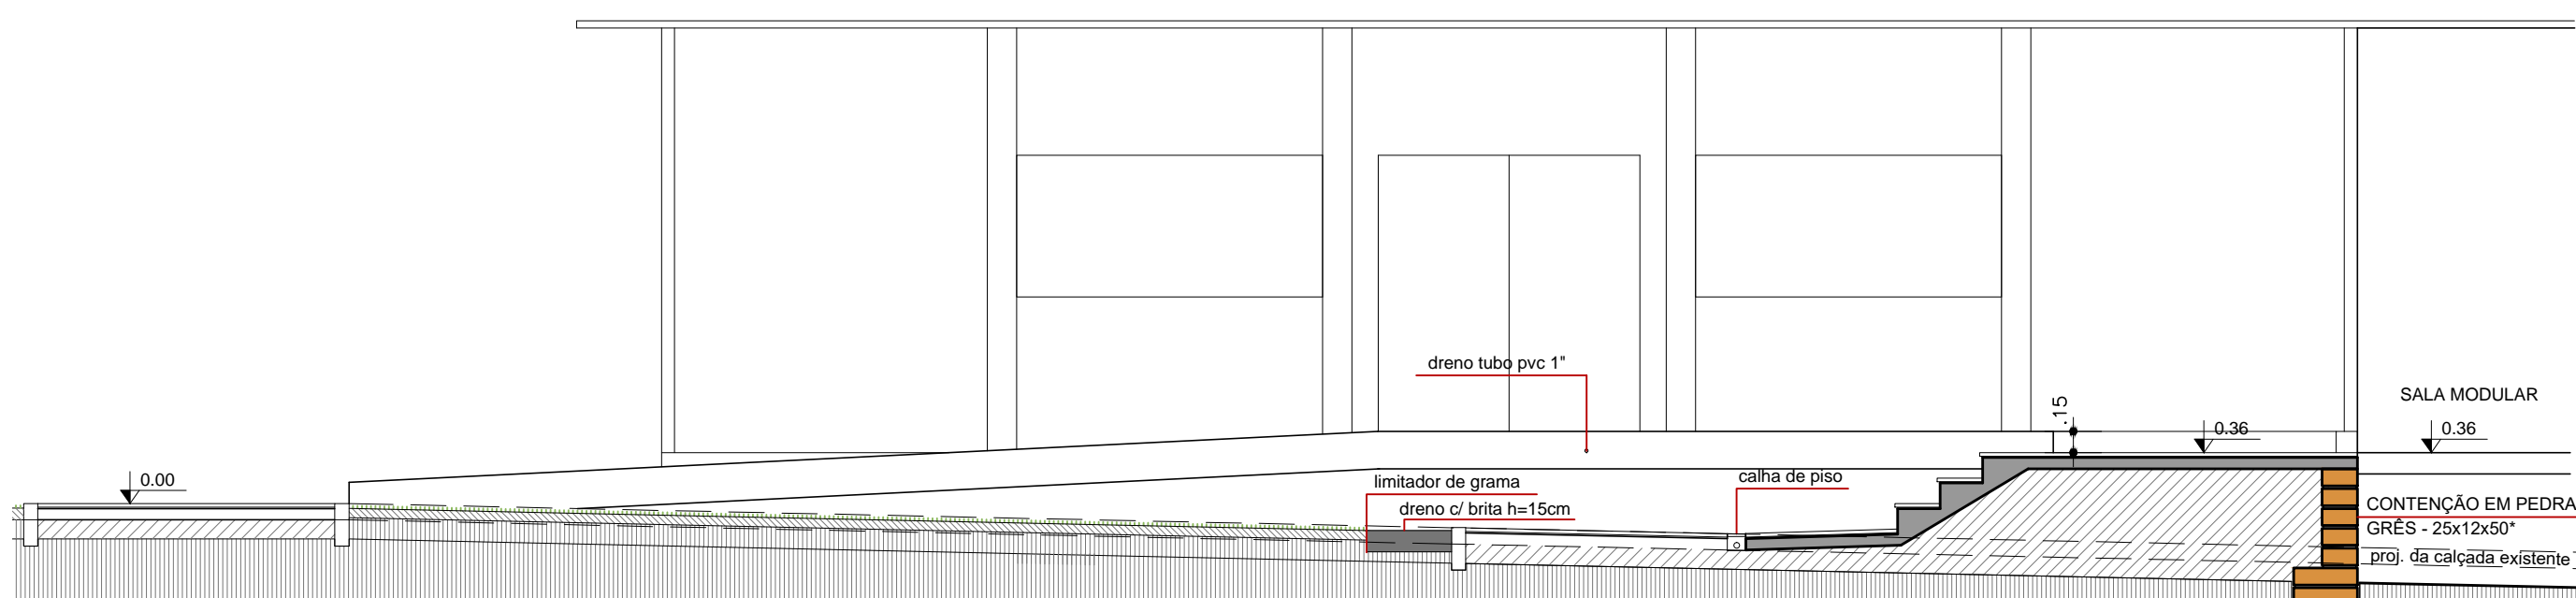 dreno tubo pvc 1"
.15
SALA MODULAR
0.36
0.36
0.00
calha de piso
limitador de grama
dreno c/ brita h=15cm
CONTENÇÃO EM PEDRA
GRÊS - 25x12x50*
proj. da calçada existente